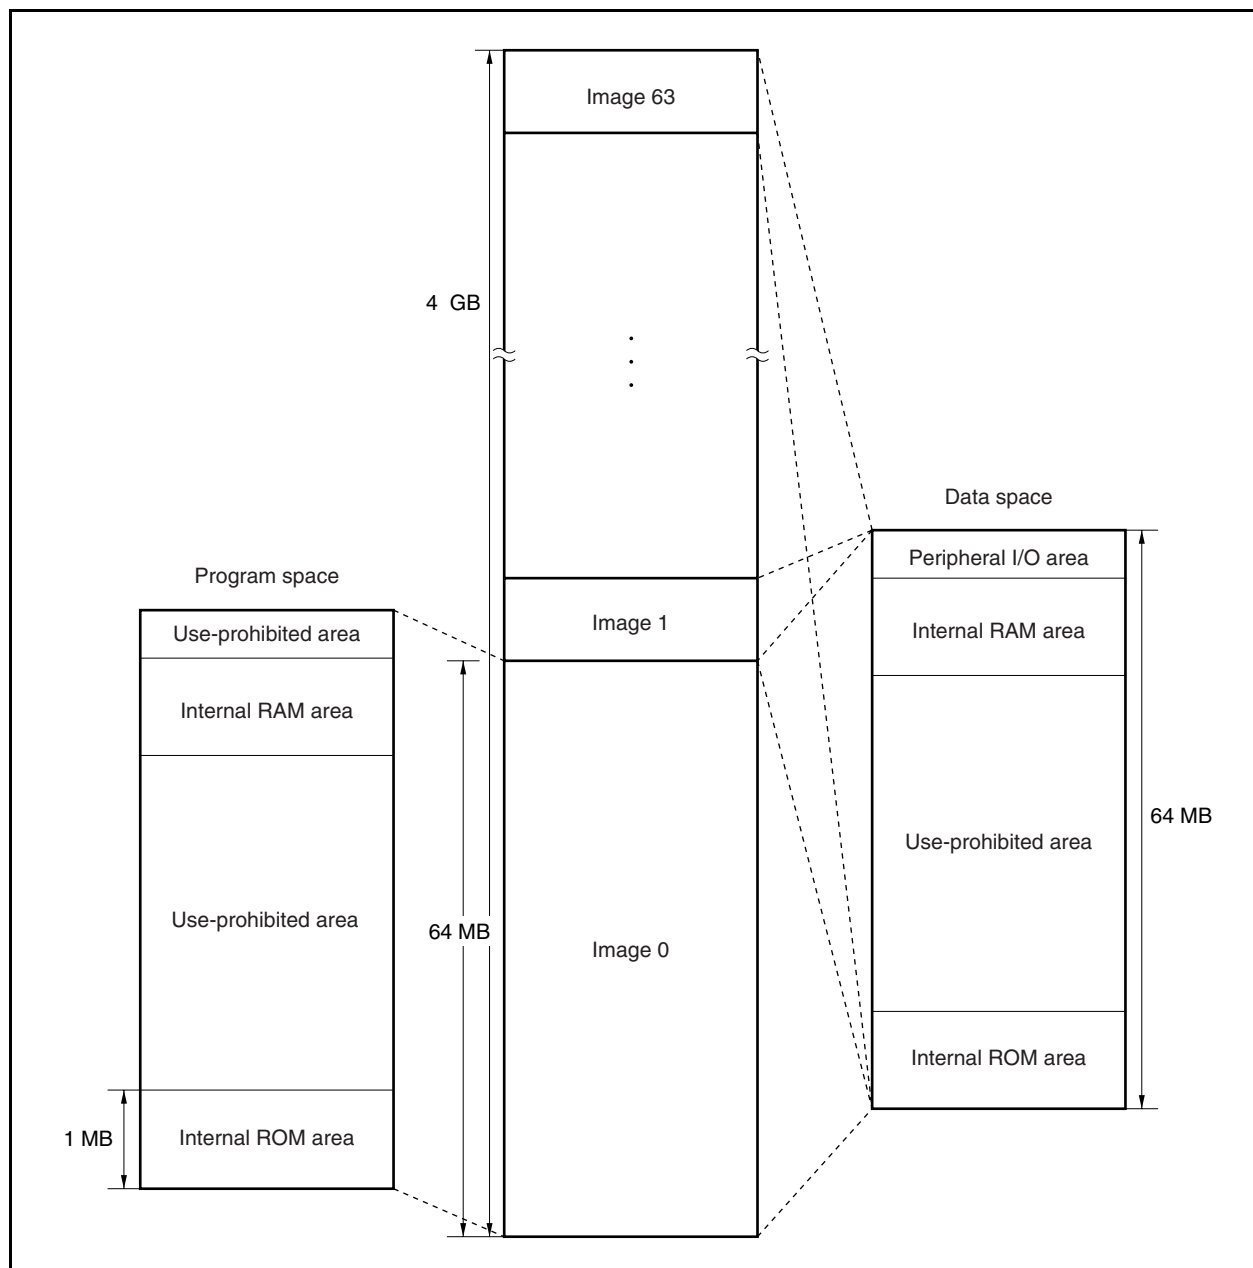 Image 63
4 GB
Data space
Peripheral I/O area
Program space
Image 1
Use-prohibited area
Internal RAM area
Internal RAM area
64 MB
Use-prohibited area
Use-prohibited area
64 MB
Image 0
Internal ROM area
1 MB
Internal ROM area